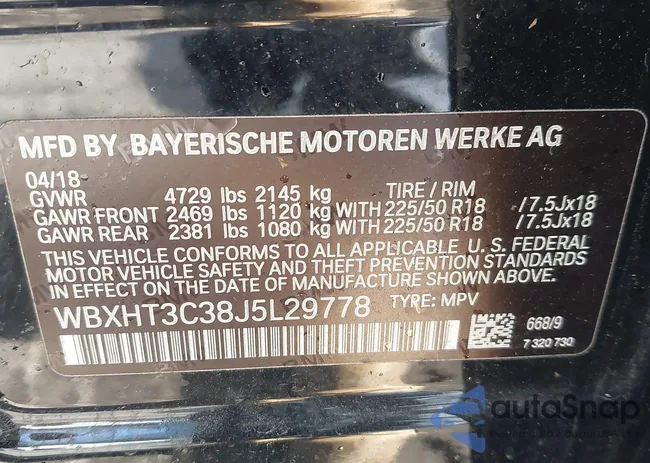 MFD BY BAYERISCHE MOTOREN WERKE AG
04/18
GVWR 4729 lbs 2145 kg TIRE / RIM
GAWR FRONT 2469 lbs 1120 kg WITH 225/50 R18 /7.5Jx18
GAWR REAR 2381 lbs 1080 kg WITH 225/50 R18 /7.5Jx18
THIS VEHICLE CONFORMS TO ALL APPLICABLE U. S. FEDERAL
MOTOR VEHICLE SAFETY AND THEFT PREVENTION STANDARDS
IN EFFECT ON THE DATE OF MANUFACTURE SHOWN ABOVE.
WBXHT3C38J5L29778 TYPE: MPV
668/9
7 320 730
autoSnap